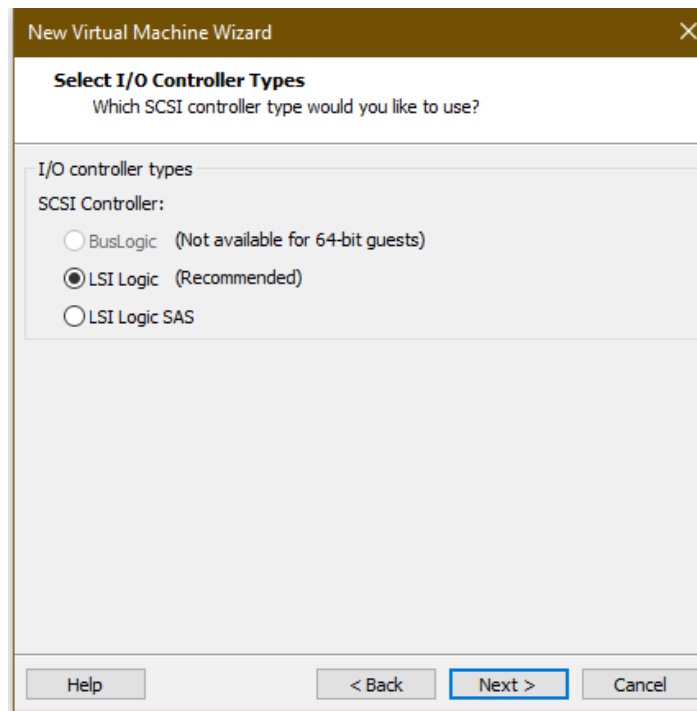 New Virtual Machine Wizard
Select I/O Controller Types
Which SCSI controller type would you like to use?
I/O controller types
SCSI Controller:
BusLogic (Not available for 64-bit guests)
LSI Logic (Recommended)
LSI Logic SAS
Help < Back Next > Cancel